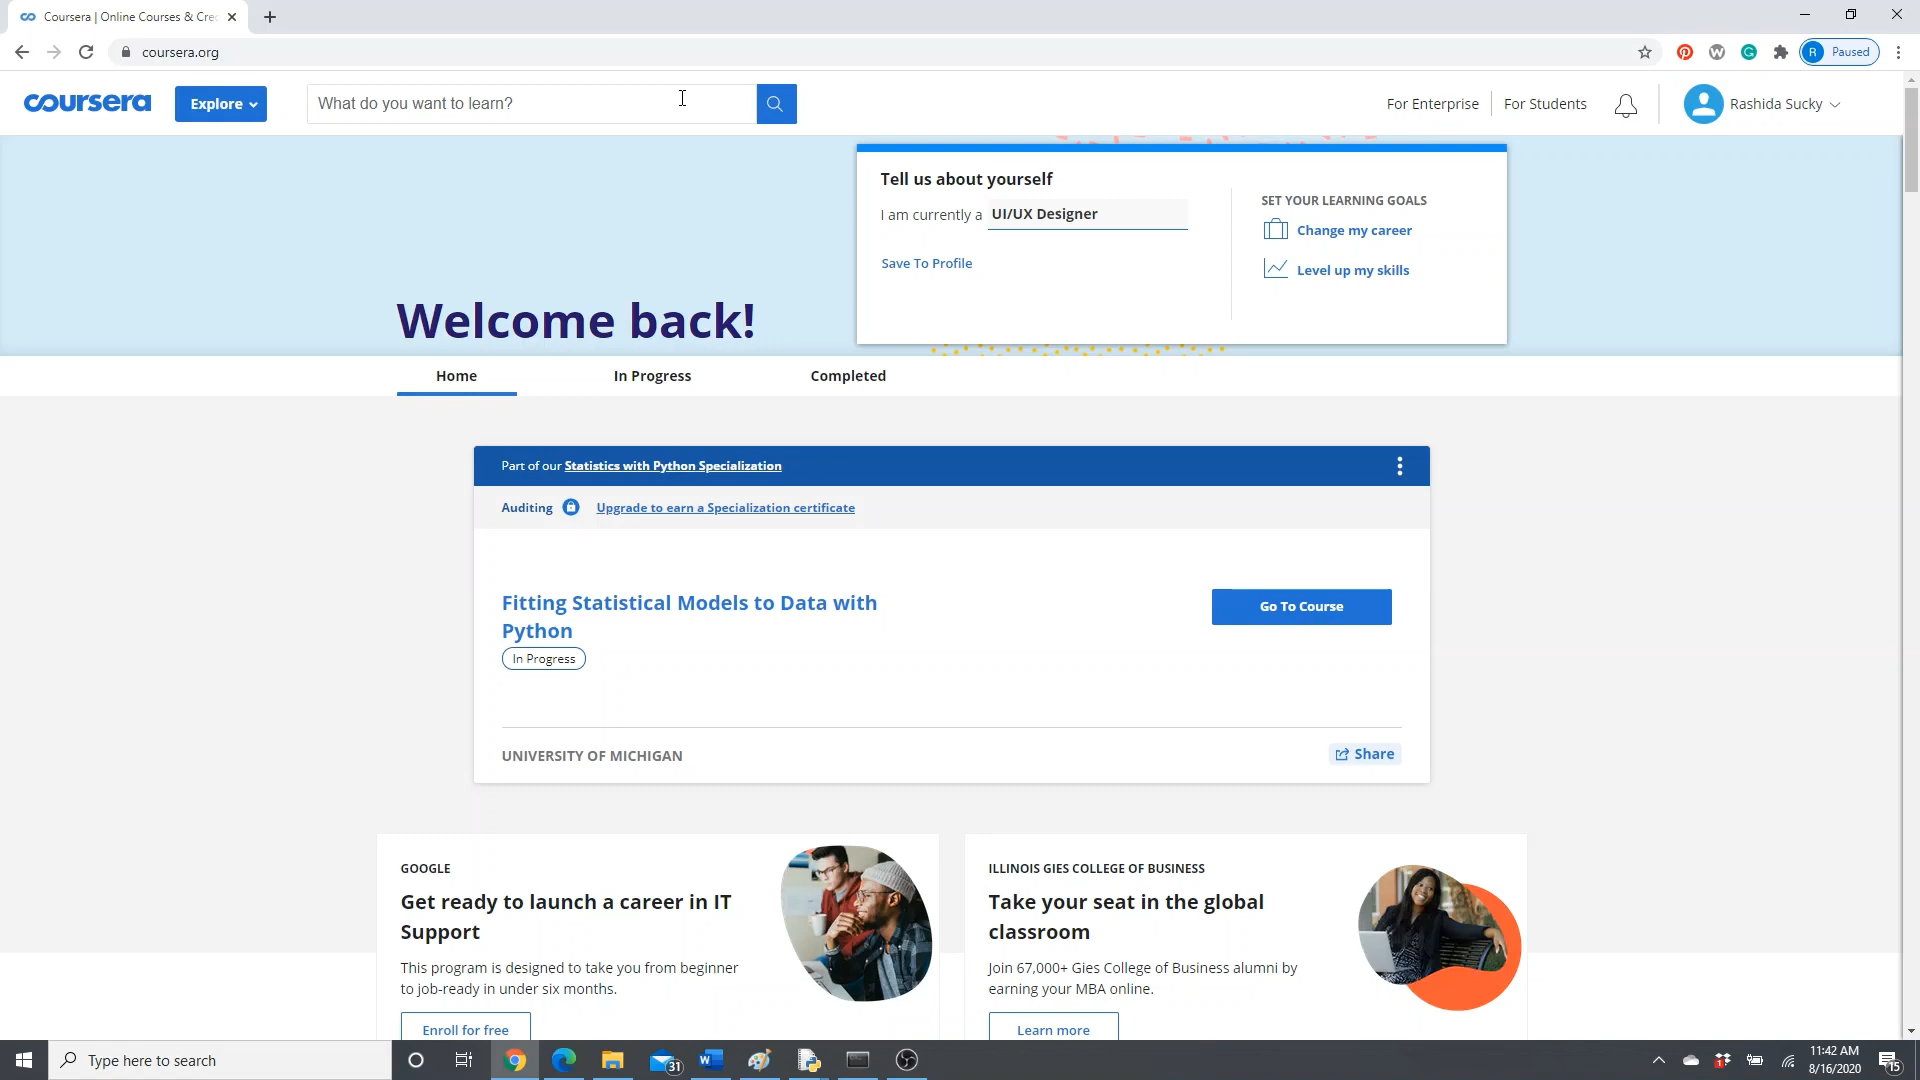 Coursera | Online Courses & Cre
coursera.org
R Paused
coursera
Explore
What do you want to learn?
For Enterprise
For Students
Rashida Sucky
Tell us about yourself
I am currently a UI/UX Designer
Save To Profile
SET YOUR LEARNING GOALS
Change my career
Level up my skills
Welcome back!
Home
In Progress
Completed
Part of our Statistics with Python Specialization
Auditing
Upgrade to earn a Specialization certificate
Fitting Statistical Models to Data with
Python
In Progress
Go To Course
UNIVERSITY OF MICHIGAN
Share
GOOGLE
Get ready to launch a career in IT
Support
This program is designed to take you from beginner
to job-ready in under six months.
Enroll for free
ILLINOIS GIES COLLEGE OF BUSINESS
Take your seat in the global
classroom
Join 67,000+ Gies College of Business alumni by
earning your MBA online.
Learn more
Type here to search
31
W
1
11:42 AM
8/16/2020
15